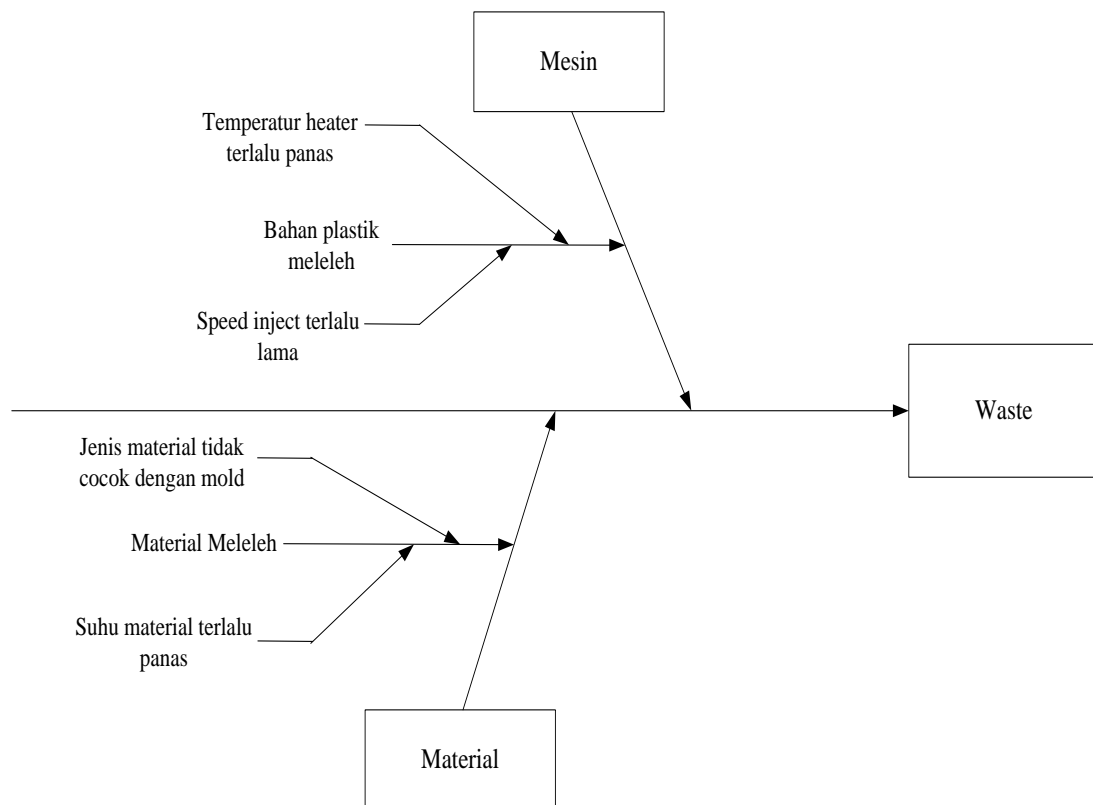 Mesin
Temperatur heater
terlalu panas
Bahan plastik
meleleh
Speed inject terlalu
lama
Waste
Jenis material tidak
cocok dengan mold
Material Meleleh
Suhu material terlalu
panas
Material